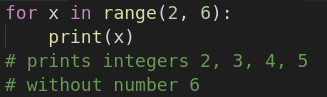 for x in range(2, 6):
    print(x)
# prints integers 2, 3, 4, 5
# without number 6